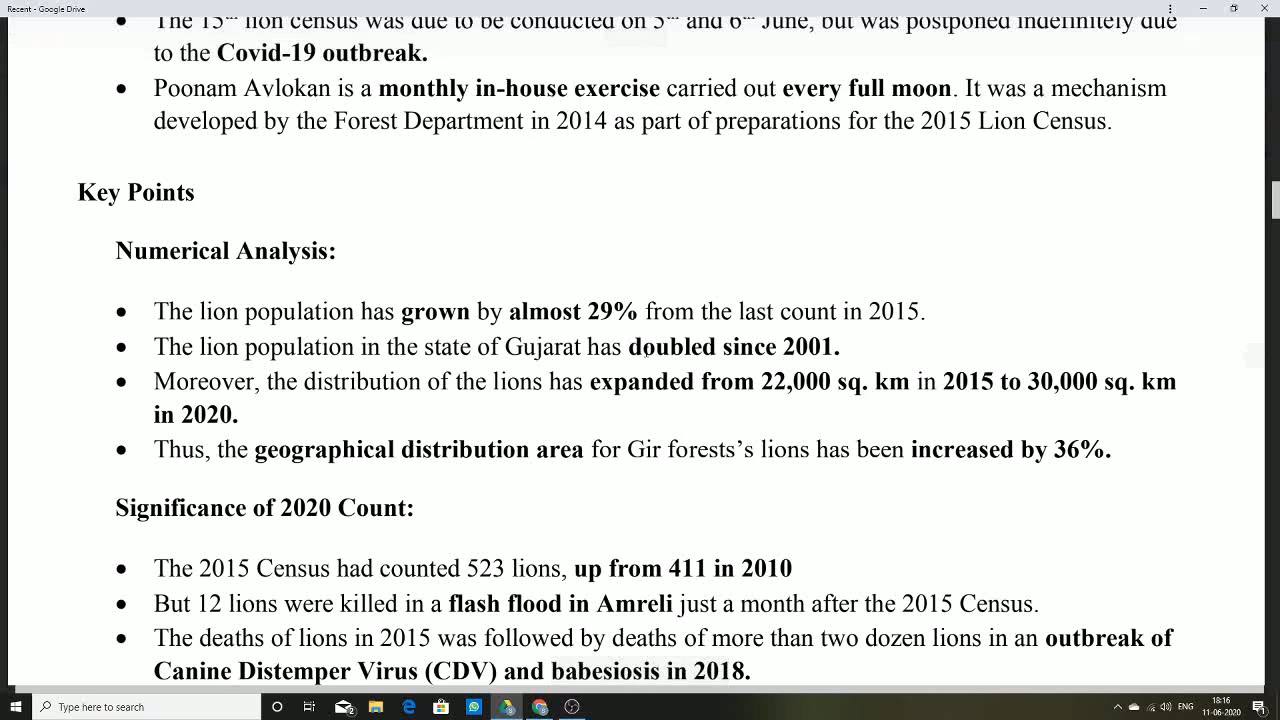 Recent - Google Drive
The 15th lion census was due to be conducted on 5th and 6th June, but was postponed indefinitely due
to the Covid-19 outbreak.
Poonam Avlokan is a monthly in-house exercise carried out every full moon. It was a mechanism
developed by the Forest Department in 2014 as part of preparations for the 2015 Lion Census.
Key Points
Numerical Analysis:
The lion population has grown by almost 29% from the last count in 2015.
The lion population in the state of Gujarat has doubled since 2001.
Moreover, the distribution of the lions has expanded from 22,000 sq. km in 2015 to 30,000 sq. km
in 2020.
Thus, the geographical distribution area for Gir forests’s lions has been increased by 36%.
Significance of 2020 Count:
The 2015 Census had counted 523 lions, up from 411 in 2010
But 12 lions were killed in a flash flood in Amreli just a month after the 2015 Census.
The deaths of lions in 2015 was followed by deaths of more than two dozen lions in an outbreak of
Canine Distemper Virus (CDV) and babesiosis in 2018.
Type here to search
ENG
18:16
11-06-2020